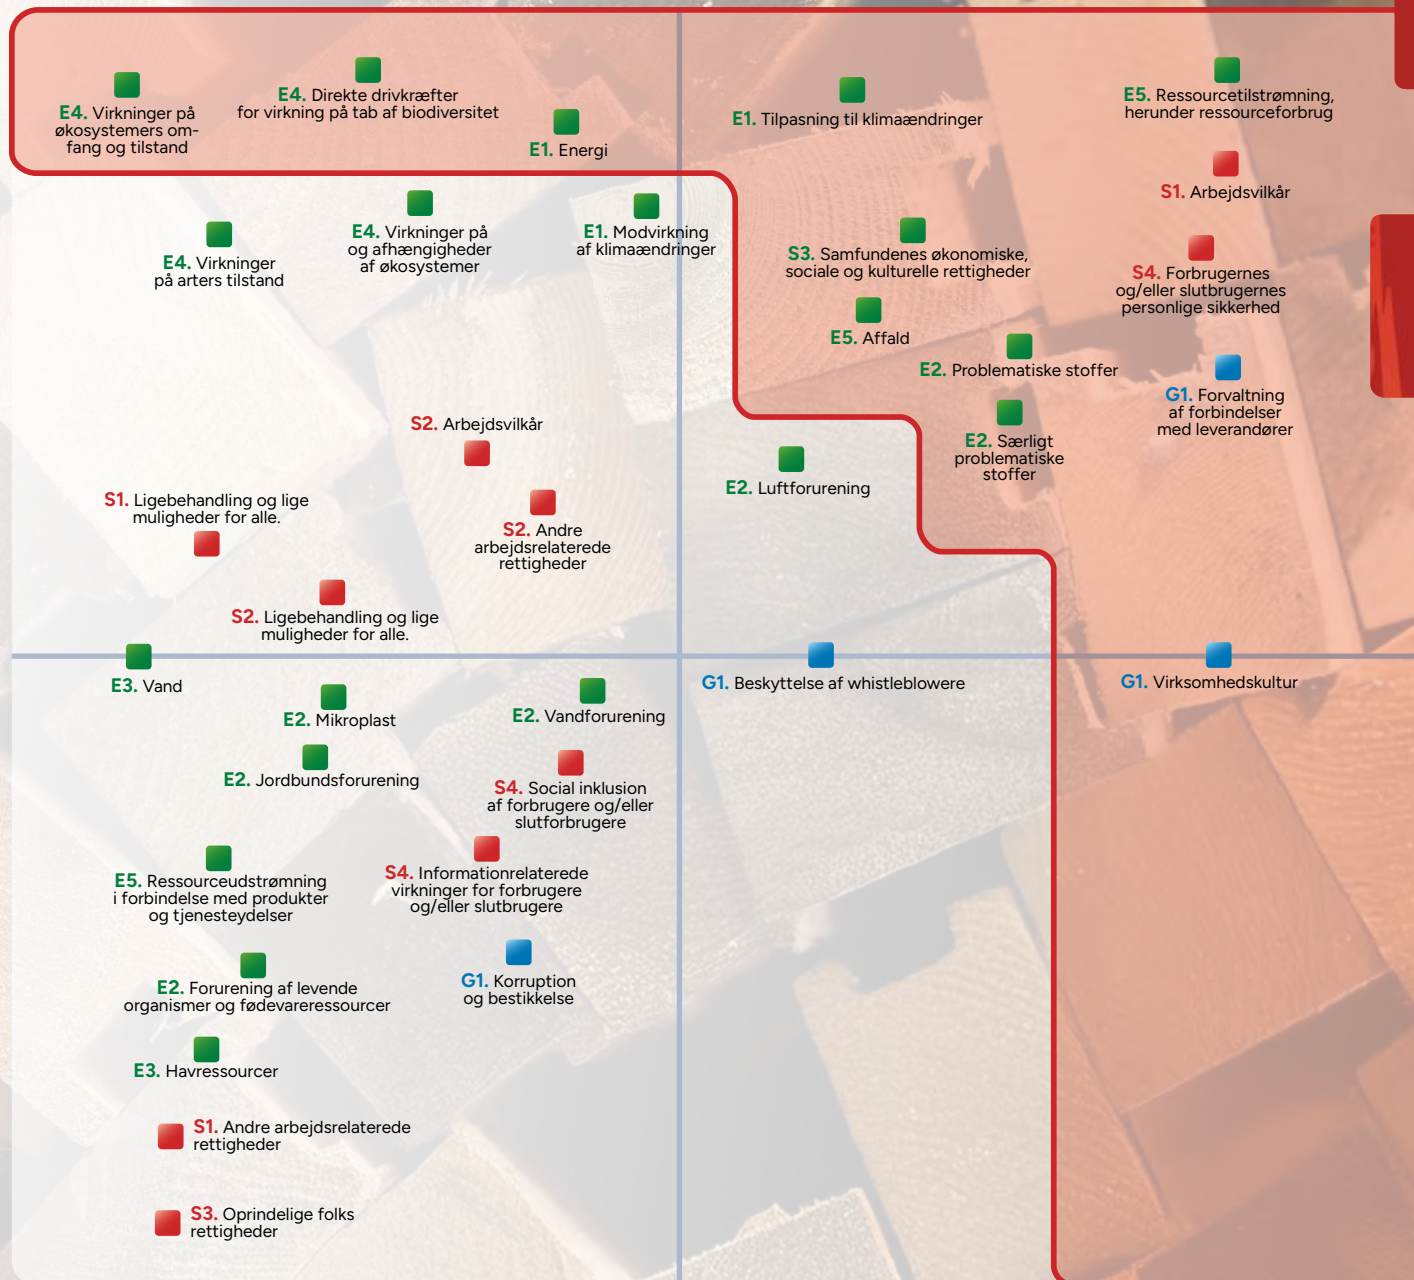 E4. Virkninger på
økosystemers om-
fang og tilstand
E4. Direkte drivkræfter
for virkning på tab af biodiversitet
E1. Energi
E1. Tilpasning til klimaændringer
E5. Ressourcetilstrømning,
herunder ressourceforbrug
S1. Arbejdsvilkår
E4. Virkninger
på arters tilstand
E4. Virkninger på
og afhængigheder
af økosystemer
E1. Modvirkning
af klimaændringer
S3. Samfundenes økonomiske,
sociale og kulturelle rettigheder
S4. Forbrugernes
og/eller slutbrugernes
personlige sikkerhed
E5. Affald
E2. Problematiske stoffer
G1. Forvaltning
af forbindelser
med leverandører
E2. Særligt
problematiske
stoffer
S2. Arbejdsvilkår
E2. Luftforurening
S1. Ligebehandling og lige
muligheder for alle.
S2. Andre
arbejdsrelaterede
rettigheder
S2. Ligebehandling og lige
muligheder for alle.
E3. Vand
G1. Beskyttelse af whistleblowere
G1. Virksomhedskultur
E2. Mikroplast
E2. Vandforurening
E2. Jordbundsforurening
S4. Social inklusion
af forbrugere og/eller
slutforbrugere
E5. Ressourceudstrømning
i forbindelse med produkter
og tjenesteydelser
S4. Informationrelaterede
virkninger for forbrugere
og/eller slutbrugere
E2. Forurening af levende
organismer og fødevareressourcer
G1. Korruption
og bestikkelse
E3. Havressourcer
S1. Andre arbejdsrelaterede
rettigheder
S3. Oprindelige folks
rettigheder